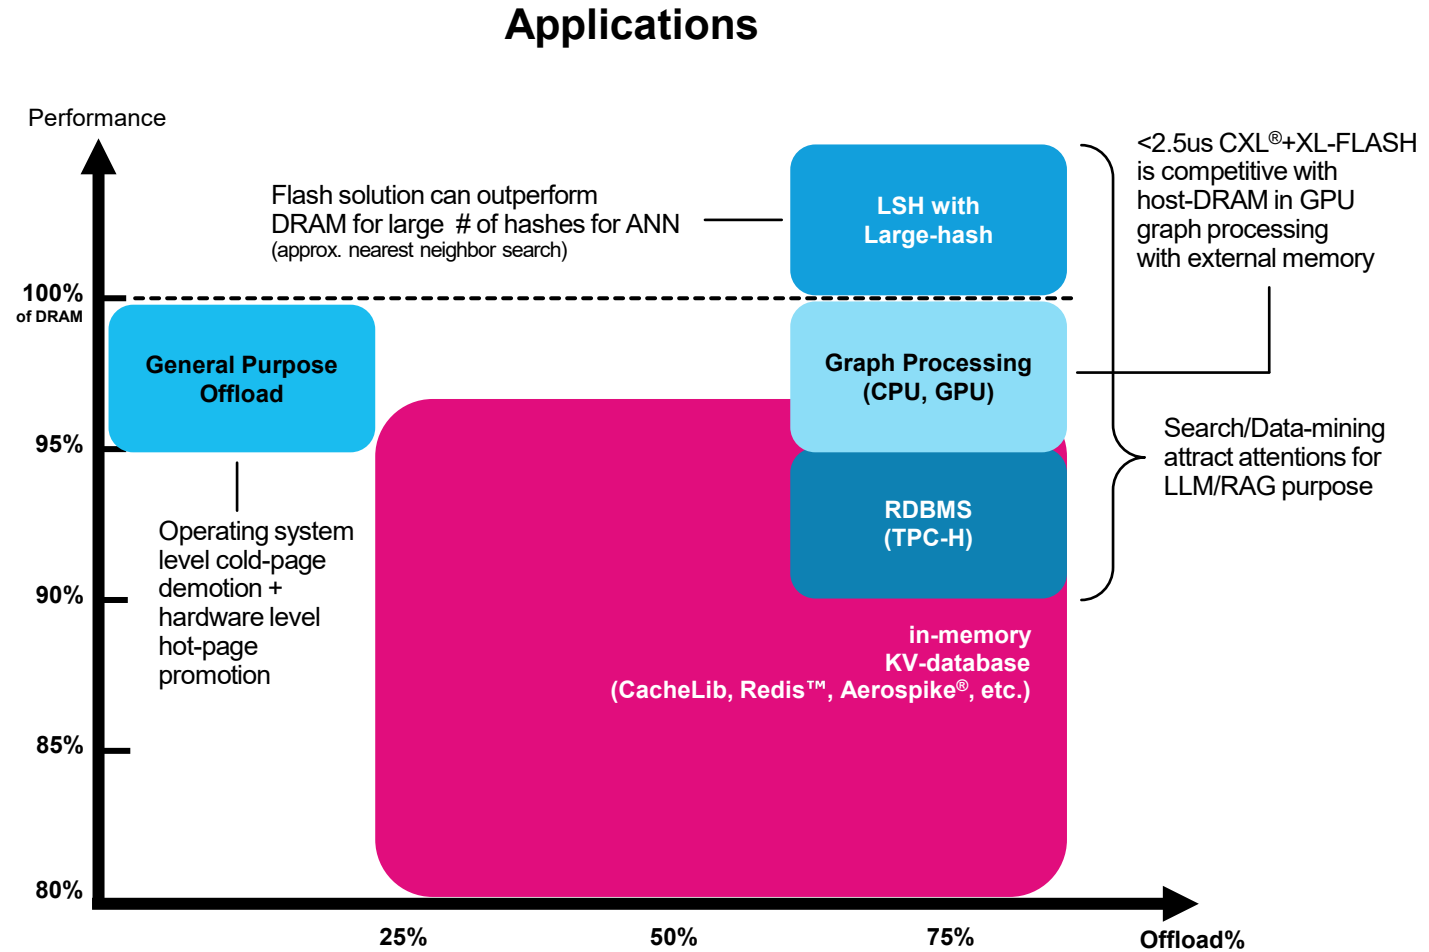 Applications
Performance
<2.5us CXL®+XL-FLASH
is competitive with
host-DRAM in GPU
graph processing
with external memory
Flash solution can outperform
DRAM for large # of hashes for ANN
(approx. nearest neighbor search)
LSH with
Large-hash
100%
of DRAM
General Purpose
Offload
Graph Processing
(CPU, GPU)
95%
Search/Data-mining
attract attentions for
LLM/RAG purpose
RDBMS
(TPC-H)
Operating system
level cold-page
demotion +
hardware level
hot-page
promotion
90%
in-memory
KV-database
(CacheLib, Redis™, Aerospike®, etc.)
85%
80%
25%
50%
75%
Offload%